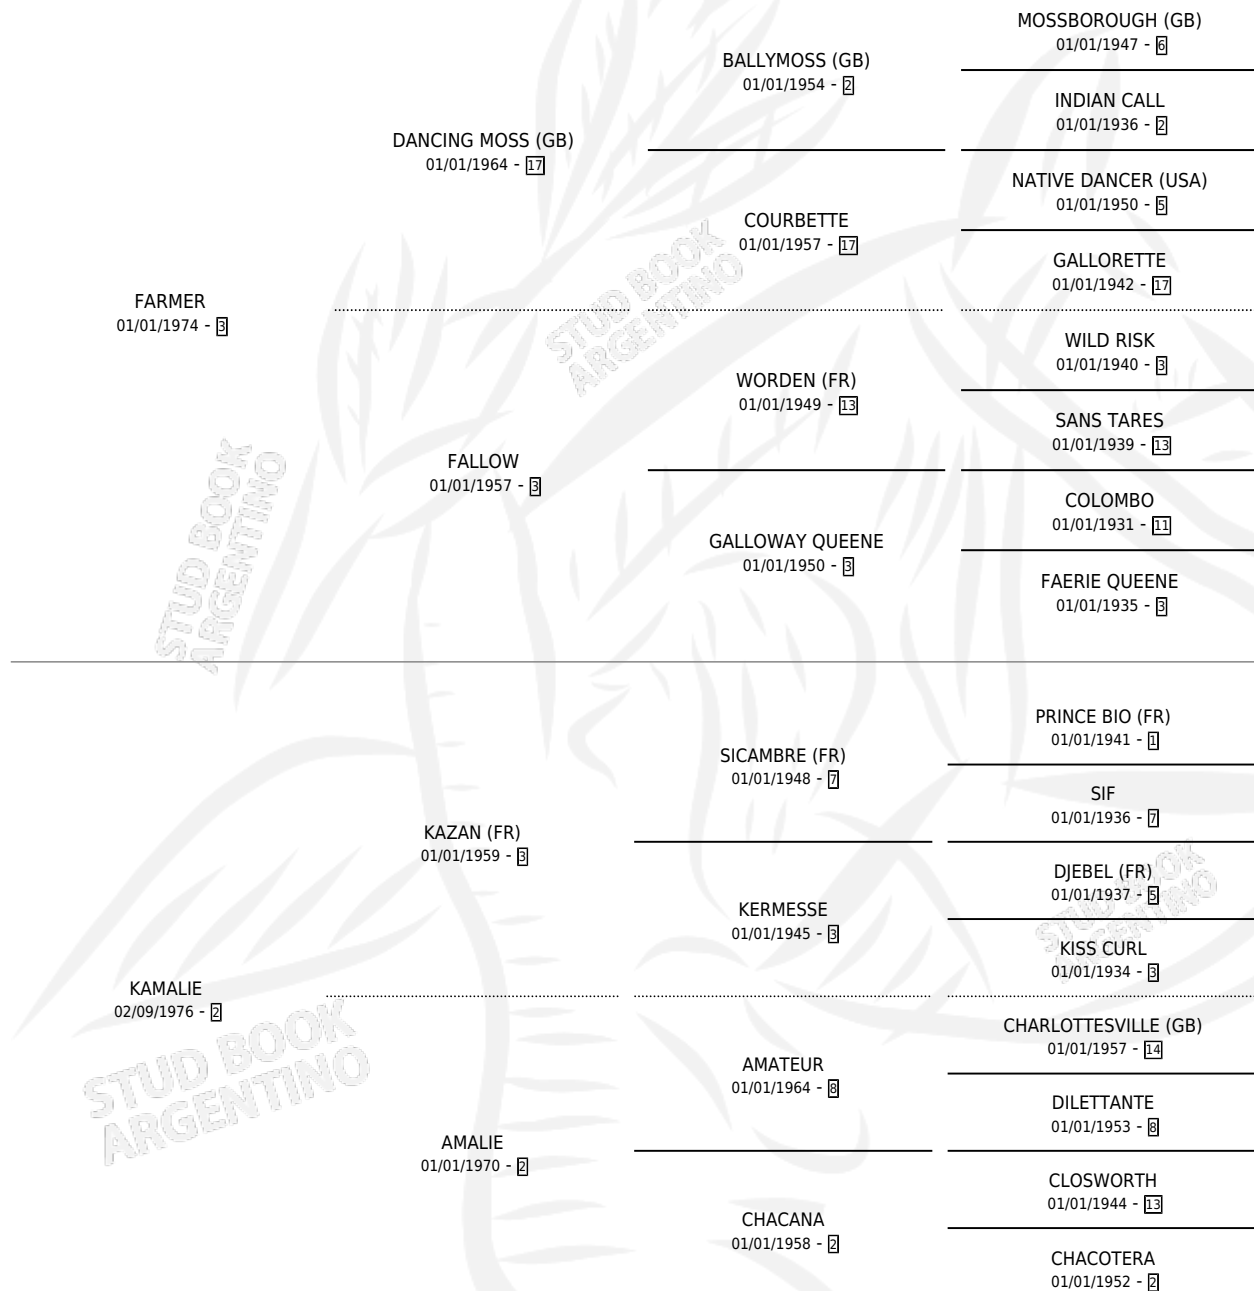 MOSSBOROUGH (GB)
01/01/1947 - 6
BALLYMOSS (GB)
01/01/1954 - 2
INDIAN CALL
01/01/1936 - 2
DANCING MOSS (GB)
01/01/1964 - 17
NATIVE DANCER (USA)
01/01/1950 - 5
COURBETTE
01/01/1957 - 17
GALLORETTE
01/01/1942 - 17
FARMER
01/01/1974 - 3
WILD RISK
01/01/1940 - 3
WORDEN (FR)
01/01/1949 - 13
SANS TARES
01/01/1939 - 13
FALLOW
01/01/1957 - 3
COLOMBO
01/01/1931 - 11
GALLOWAY QUEENE
01/01/1950 - 3
FAERIE QUEENE
01/01/1935 - 3
PRINCE BIO (FR)
01/01/1941 - 1
SICAMBRE (FR)
01/01/1948 - 7
SIF
01/01/1936 - 7
KAZAN (FR)
01/01/1959 - 3
DJEBEL (FR)
01/01/1937 - 5
KERMESSE
01/01/1945 - 3
KISS CURL
01/01/1934 - 3
KAMALIE
02/09/1976 - 2
CHARLOTTESVILLE (GB)
01/01/1957 - 14
AMATEUR
01/01/1964 - 8
DILETTANTE
01/01/1953 - 8
AMALIE
01/01/1970 - 2
CLOSWORTH
01/01/1944 - 13
CHACANA
01/01/1958 - 2
CHACOTERA
01/01/1952 - 2
STUD BOOK
ARGENTINO
STUD BOOK
ARGENTINO
STUD BOOK
ARGENTINO
STUD BOOK
ARGENTINO